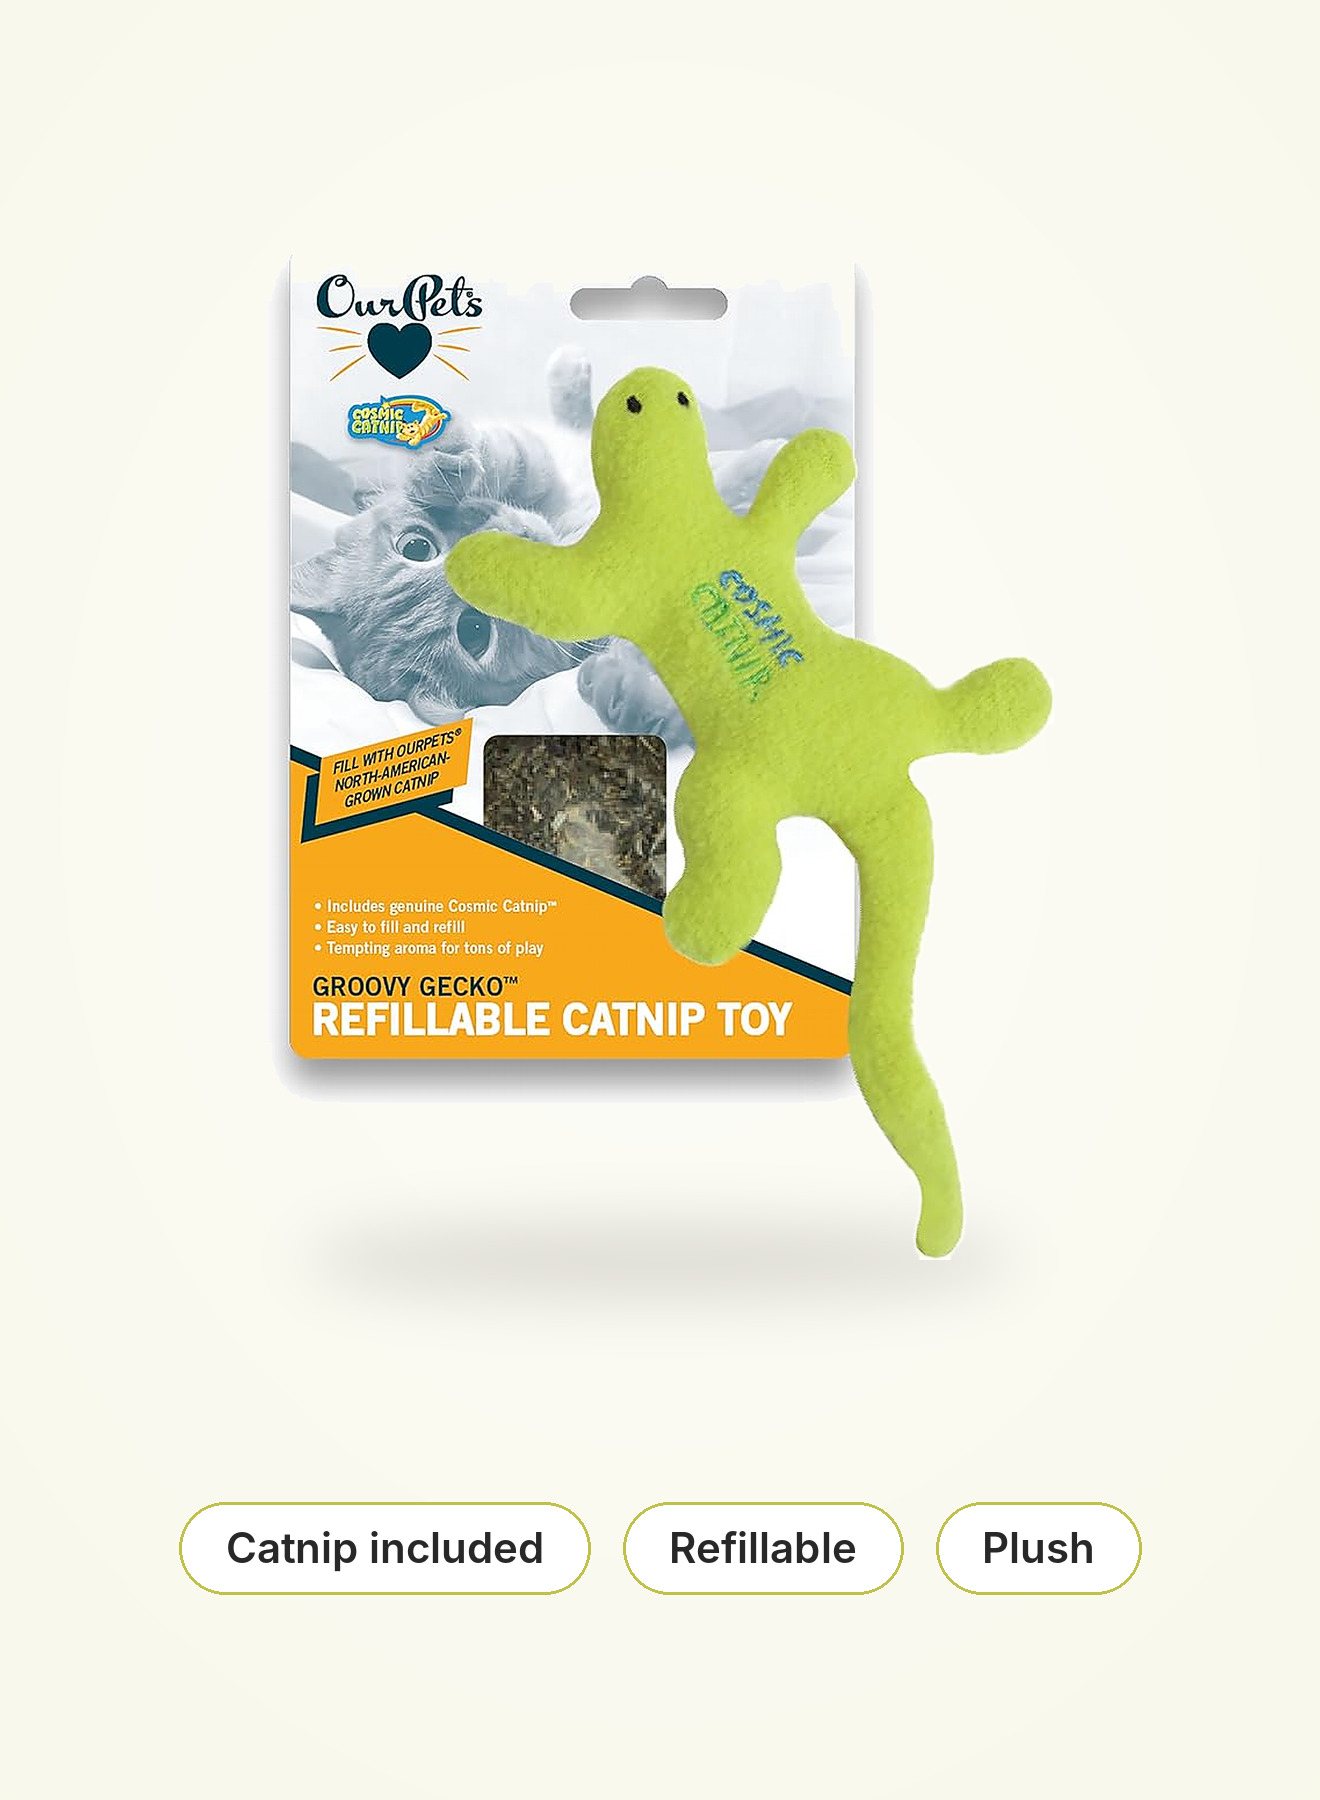 OurPet's®
COSMIC
CATNIP
COSMIC
CATNIP
FILL WITH OURPETS®
NORTH-AMERICAN-
GROWN CATNIP
• Includes genuine Cosmic Catnip™
• Easy to fill and refill
• Tempting aroma for tons of play
GROOVY GECKO™
REFILLABLE CATNIP TOY
Catnip included
Refillable
Plush